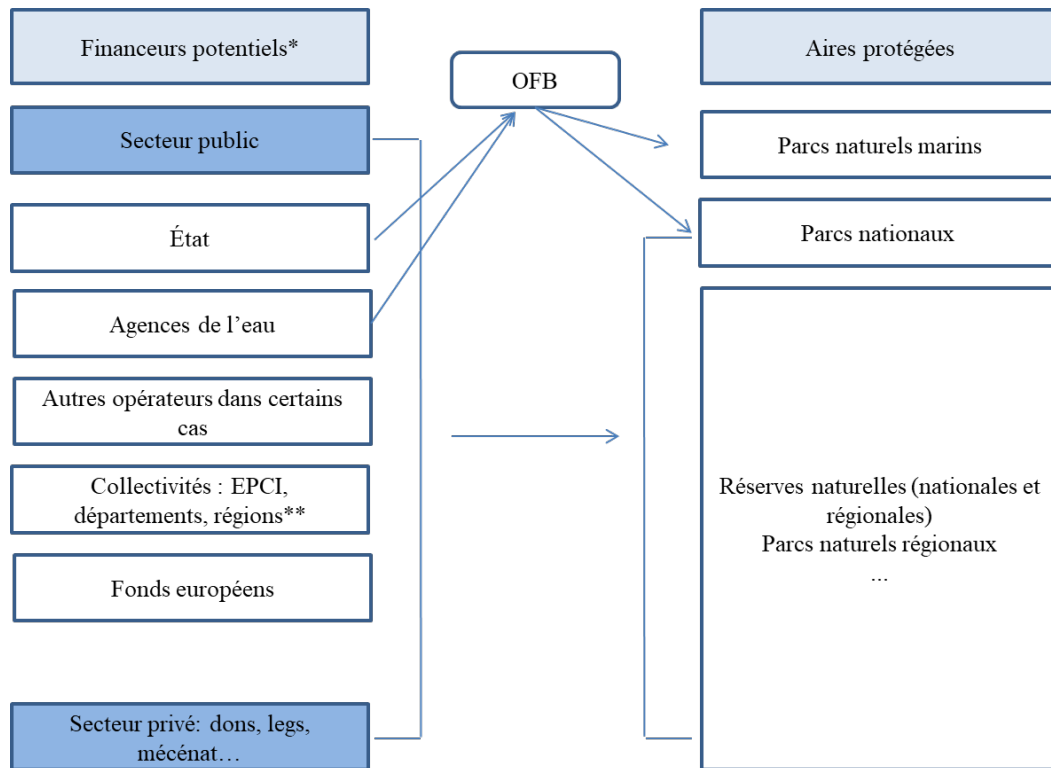 Financeurs potentiels*
OFB
Aires protégées
Secteur public
Parcs naturels marins
État
Parcs nationaux
Agences de l'eau
Autres opérateurs dans certains
cas
Collectivités : EPCI,
départements, régions**
Fonds européens
Réserves naturelles (nationales et
régionales)
Parcs naturels régionaux
...
Secteur privé: dons, legs,
mécénat…